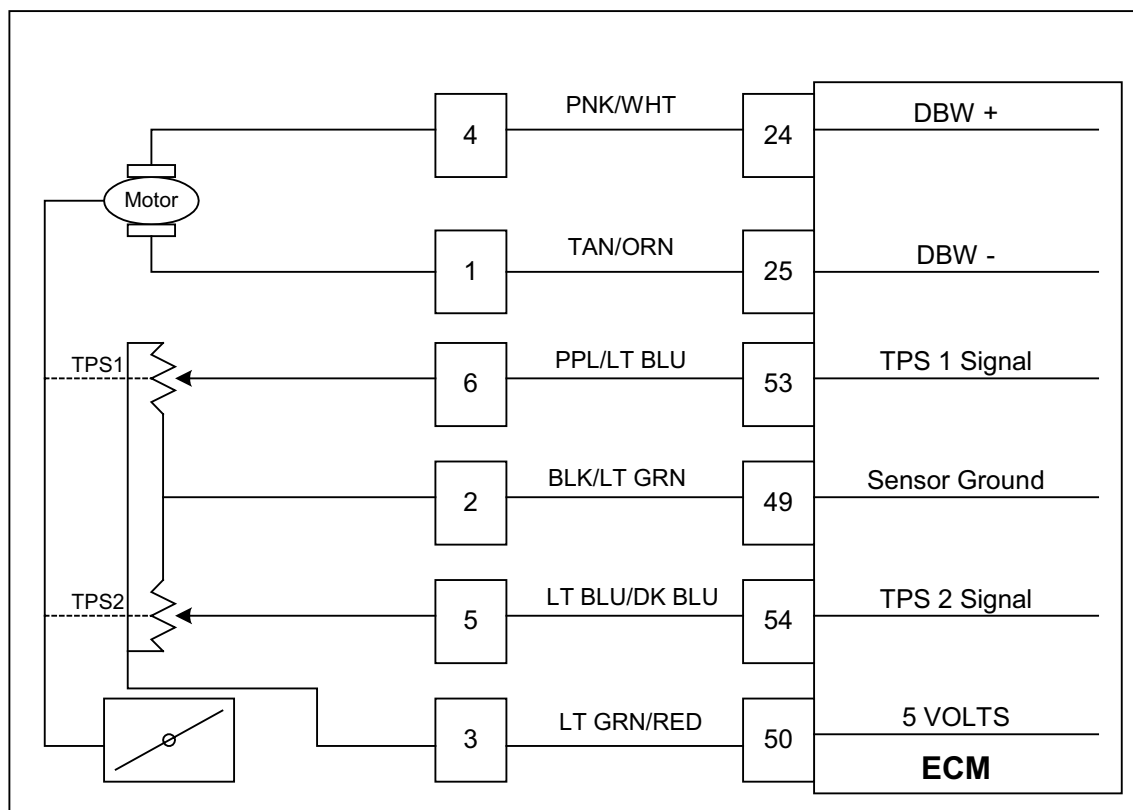 4 PNK/WHT 24 DBW +
Motor
1 TAN/ORN 25 DBW -
TPS1 6 PPL/LT BLU 53 TPS 1 Signal
2 BLK/LT GRN 49 Sensor Ground
TPS2 5 LT BLU/DK BLU 54 TPS 2 Signal
3 LT GRN/RED 50 5 VOLTS
ECM